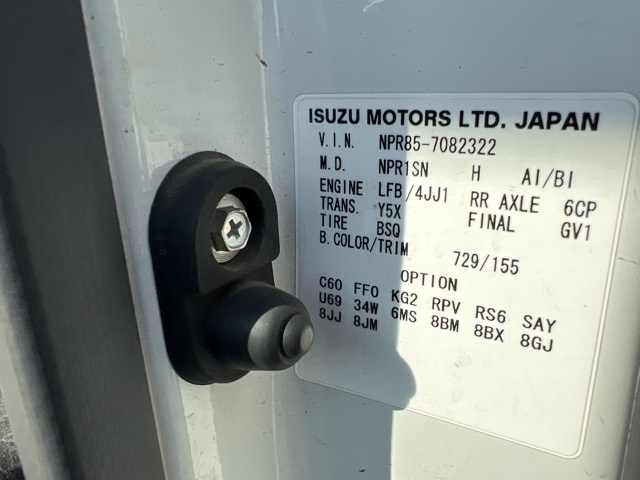 ISUZU MOTORS LTD. JAPAN
V.I.N. NPR85-7082322
M.D. NPR1SN H AI/BI
ENGINE LFB/4JJ1 RR AXLE 6CP
TRANS. Y5X FINAL GV1
TIRE BSQ
B.COLOR/TRIM 729/155
OPTION
C60 FFO KG2 RPV RS6 SAY
U69 34W 6MS 8BM 8BX 8GJ
8JJ 8JM